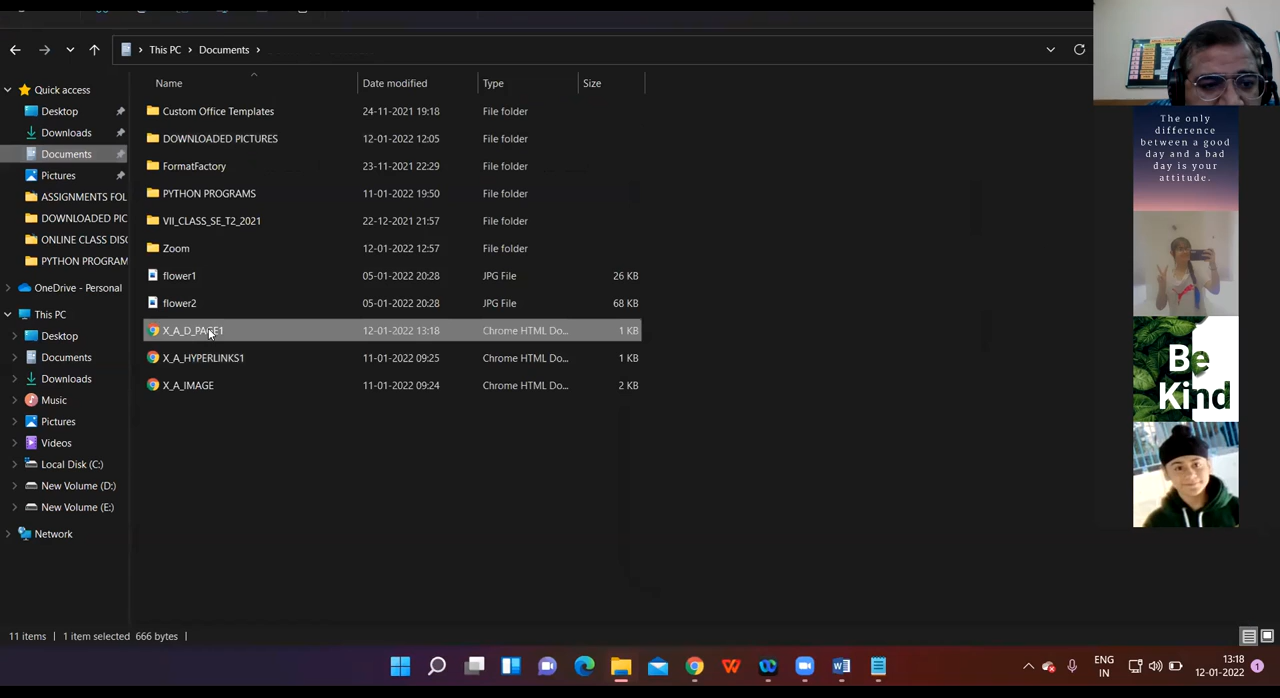 This PC > Documents >
Name Date modified Type Size
Quick access
Desktop
Downloads
Documents
Pictures
ASSIGNMENTS FOL
DOWNLOADED PIC
ONLINE CLASS DISC
PYTHON PROGRAM
OneDrive - Personal
This PC
Desktop
Documents
Downloads
Music
Pictures
Videos
Local Disk (C:)
New Volume (D:)
New Volume (E:)
Network
Custom Office Templates 24-11-2021 19:18 File folder
DOWNLOADED PICTURES 12-01-2022 12:05 File folder
FormatFactory 23-11-2021 22:29 File folder
PYTHON PROGRAMS 11-01-2022 19:50 File folder
VII_CLASS_SE_T2_2021 22-12-2021 21:57 File folder
Zoom 12-01-2022 12:57 File folder
flower1 05-01-2022 20:28 JPG File 26 KB
flower2 05-01-2022 20:28 JPG File 68 KB
X_A_D_PAGE1 12-01-2022 13:18 Chrome HTML Do... 1 KB
X_A_HYPERLINKS1 11-01-2022 09:25 Chrome HTML Do... 1 KB
X_A_IMAGE 11-01-2022 09:24 Chrome HTML Do... 2 KB
The only
difference
between a good
day and a bad
day is your
attitude.
Be
Kind
11 items 1 item selected 666 bytes
ENG
IN
13:18
12-01-2022
1